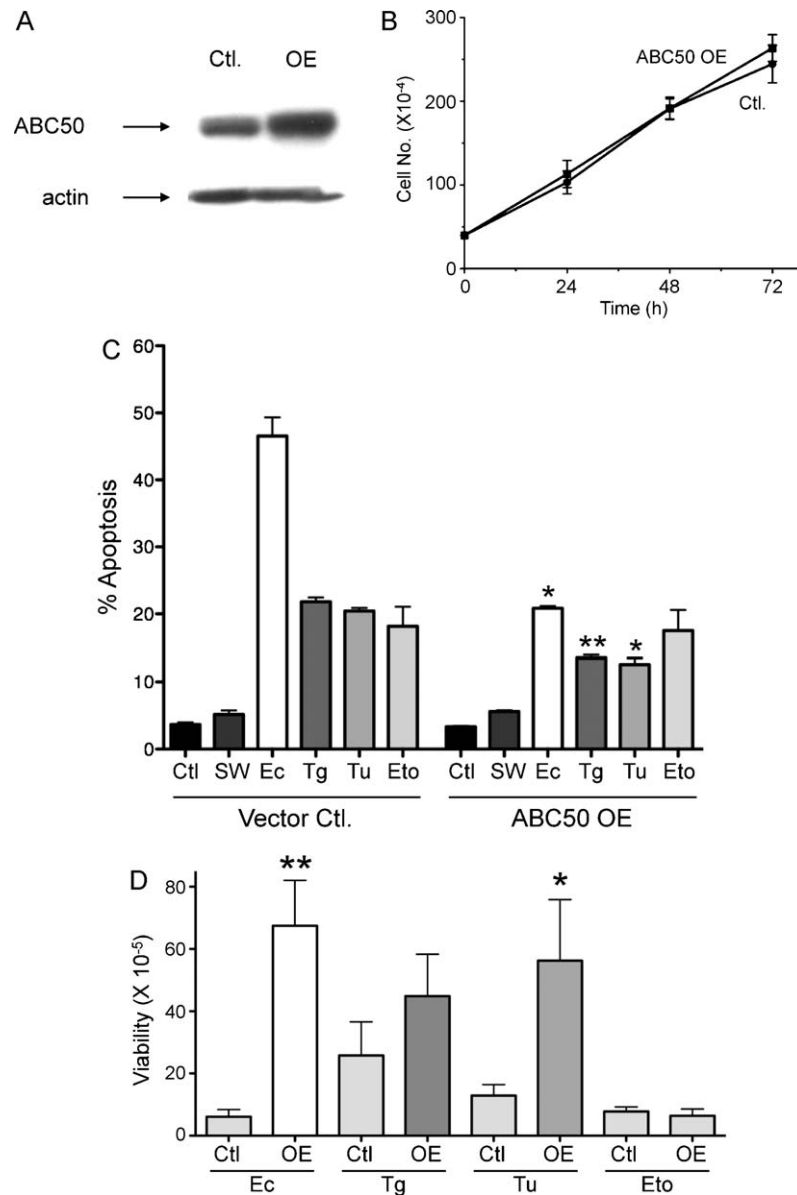 A
Ctl. OE
ABC50
actin
B
300
200
100
0
Cell No. (X10⁻⁴)
ABC50 OE
Ctl.
0 24 48 72
Time (h)
C
60
50
40
30
20
10
0
% Apoptosis
* ** *
Ctl SW Ec Tg Tu Eto Ctl SW Ec Tg Tu Eto
Vector Ctl. ABC50 OE
D
80
60
40
20
0
Viability (X 10⁻⁵)
** *
Ctl OE Ctl OE Ctl OE Ctl OE
Ec Tg Tu Eto